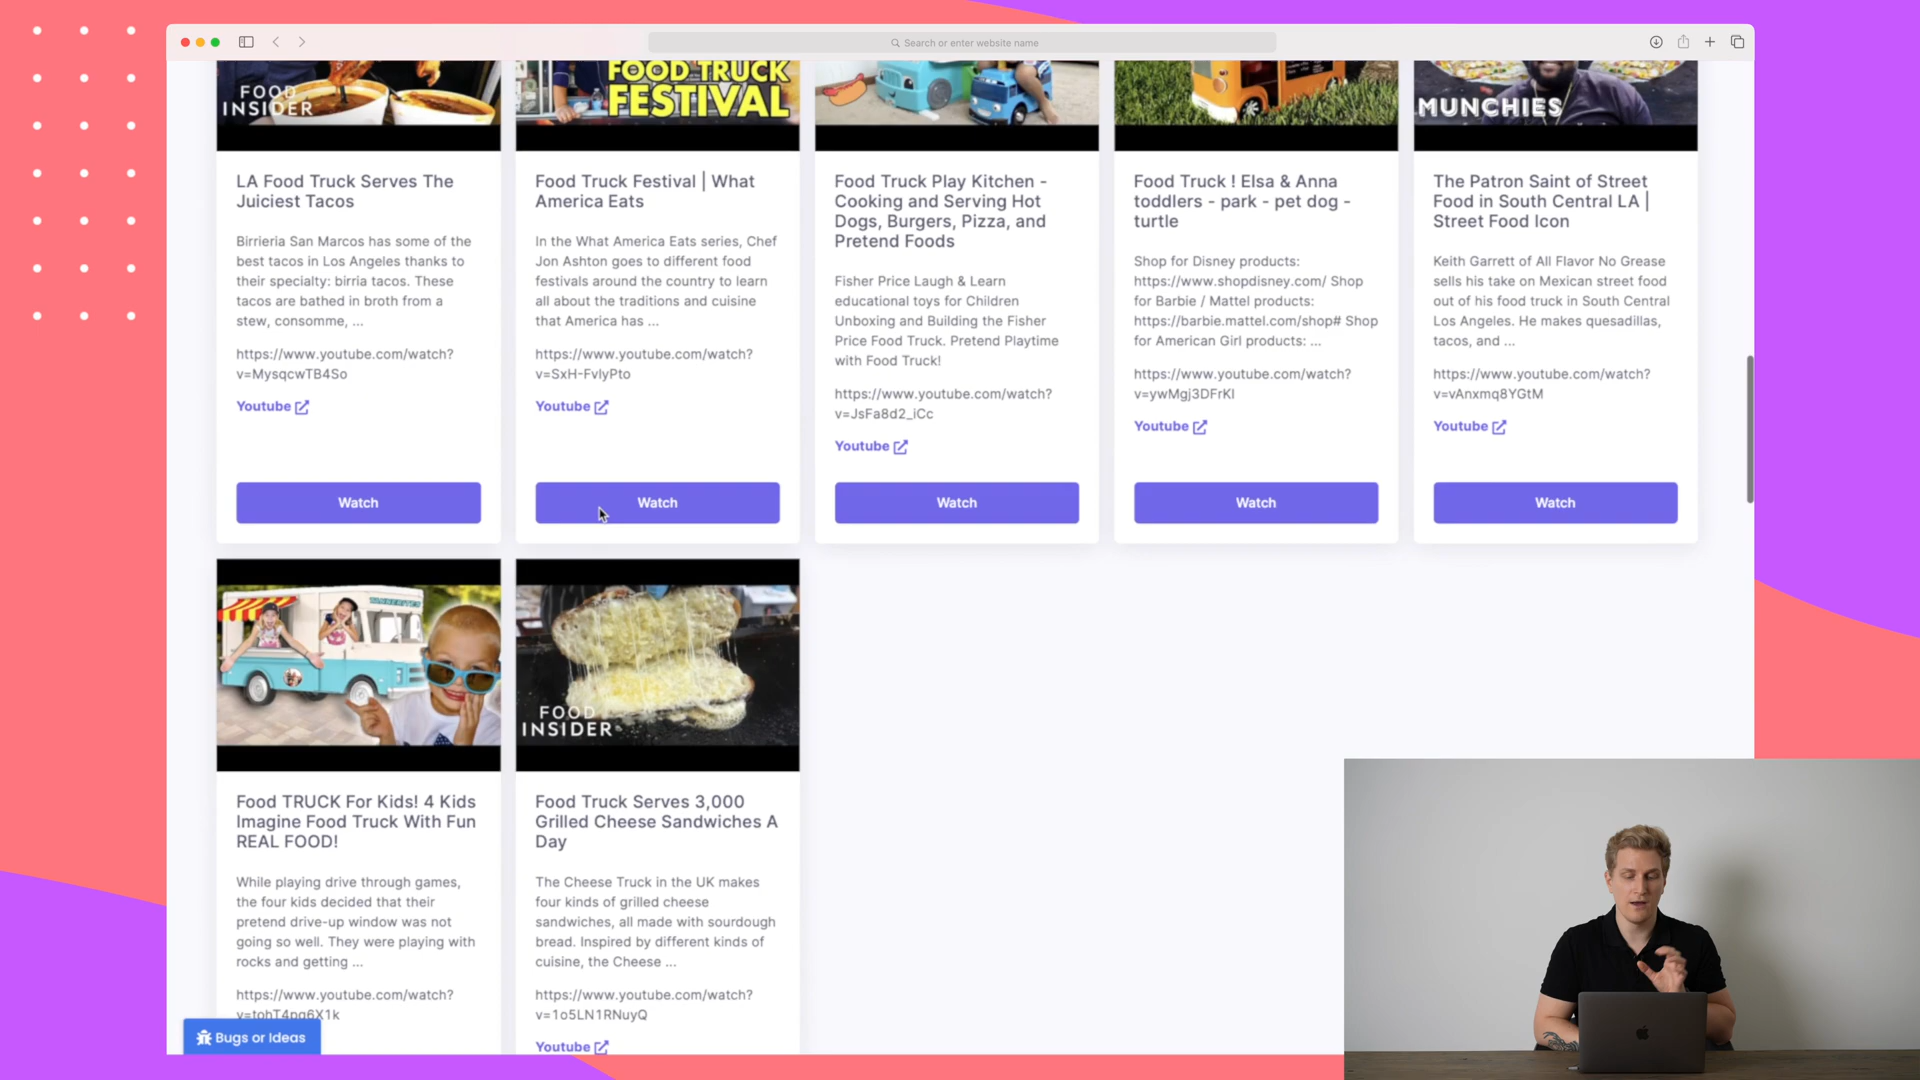 Search or enter website name
FOOD
INSIDER
FOOD TRUCK
FESTIVAL
MUNCHIES
LA Food Truck Serves The
Juiciest Tacos
Birrieria San Marcos has some of the
best tacos in Los Angeles thanks to
their specialty: birria tacos. These
tacos are bathed in broth from a
stew, consomme, ...
https://www.youtube.com/watch?
v=MysqcwTB4So
Youtube
Watch
Food Truck Festival | What
America Eats
In the What America Eats series, Chef
Jon Ashton goes to different food
festivals around the country to learn
all about the traditions and cuisine
that America has ...
https://www.youtube.com/watch?
v=SxH-FvlyPto
Youtube
Watch
Food Truck Play Kitchen -
Cooking and Serving Hot
Dogs, Burgers, Pizza, and
Pretend Foods
Fisher Price Laugh & Learn
educational toys for Children
Unboxing and Building the Fisher
Price Food Truck. Pretend Playtime
with Food Truck!
https://www.youtube.com/watch?
v=JsFa8d2_iCc
Youtube
Watch
Food Truck ! Elsa & Anna
toddlers - park - pet dog -
turtle
Shop for Disney products:
https://www.shopdisney.com/ Shop
for Barbie / Mattel products:
https://barbie.mattel.com/shop# Shop
for American Girl products: ...
https://www.youtube.com/watch?
v=ywMgj3DFrKI
Youtube
Watch
The Patron Saint of Street
Food in South Central LA |
Street Food Icon
Keith Garrett of All Flavor No Grease
sells his take on Mexican street food
out of his food truck in South Central
Los Angeles. He makes quesadillas,
tacos, and ...
https://www.youtube.com/watch?
v=vAnxmq8YGtM
Youtube
Watch
Food TRUCK For Kids! 4 Kids
Imagine Food Truck With Fun
REAL FOOD!
While playing drive through games,
the four kids decided that their
pretend drive-up window was not
going so well. They were playing with
rocks and getting ...
https://www.youtube.com/watch?
v=tohT4pg6X1k
FOOD
INSIDER
Food Truck Serves 3,000
Grilled Cheese Sandwiches A
Day
The Cheese Truck in the UK makes
four kinds of grilled cheese
sandwiches, all made with sourdough
bread. Inspired by different kinds of
cuisine, the Cheese ...
https://www.youtube.com/watch?
v=1o5LN1RNuyQ
Youtube
Bugs or Ideas